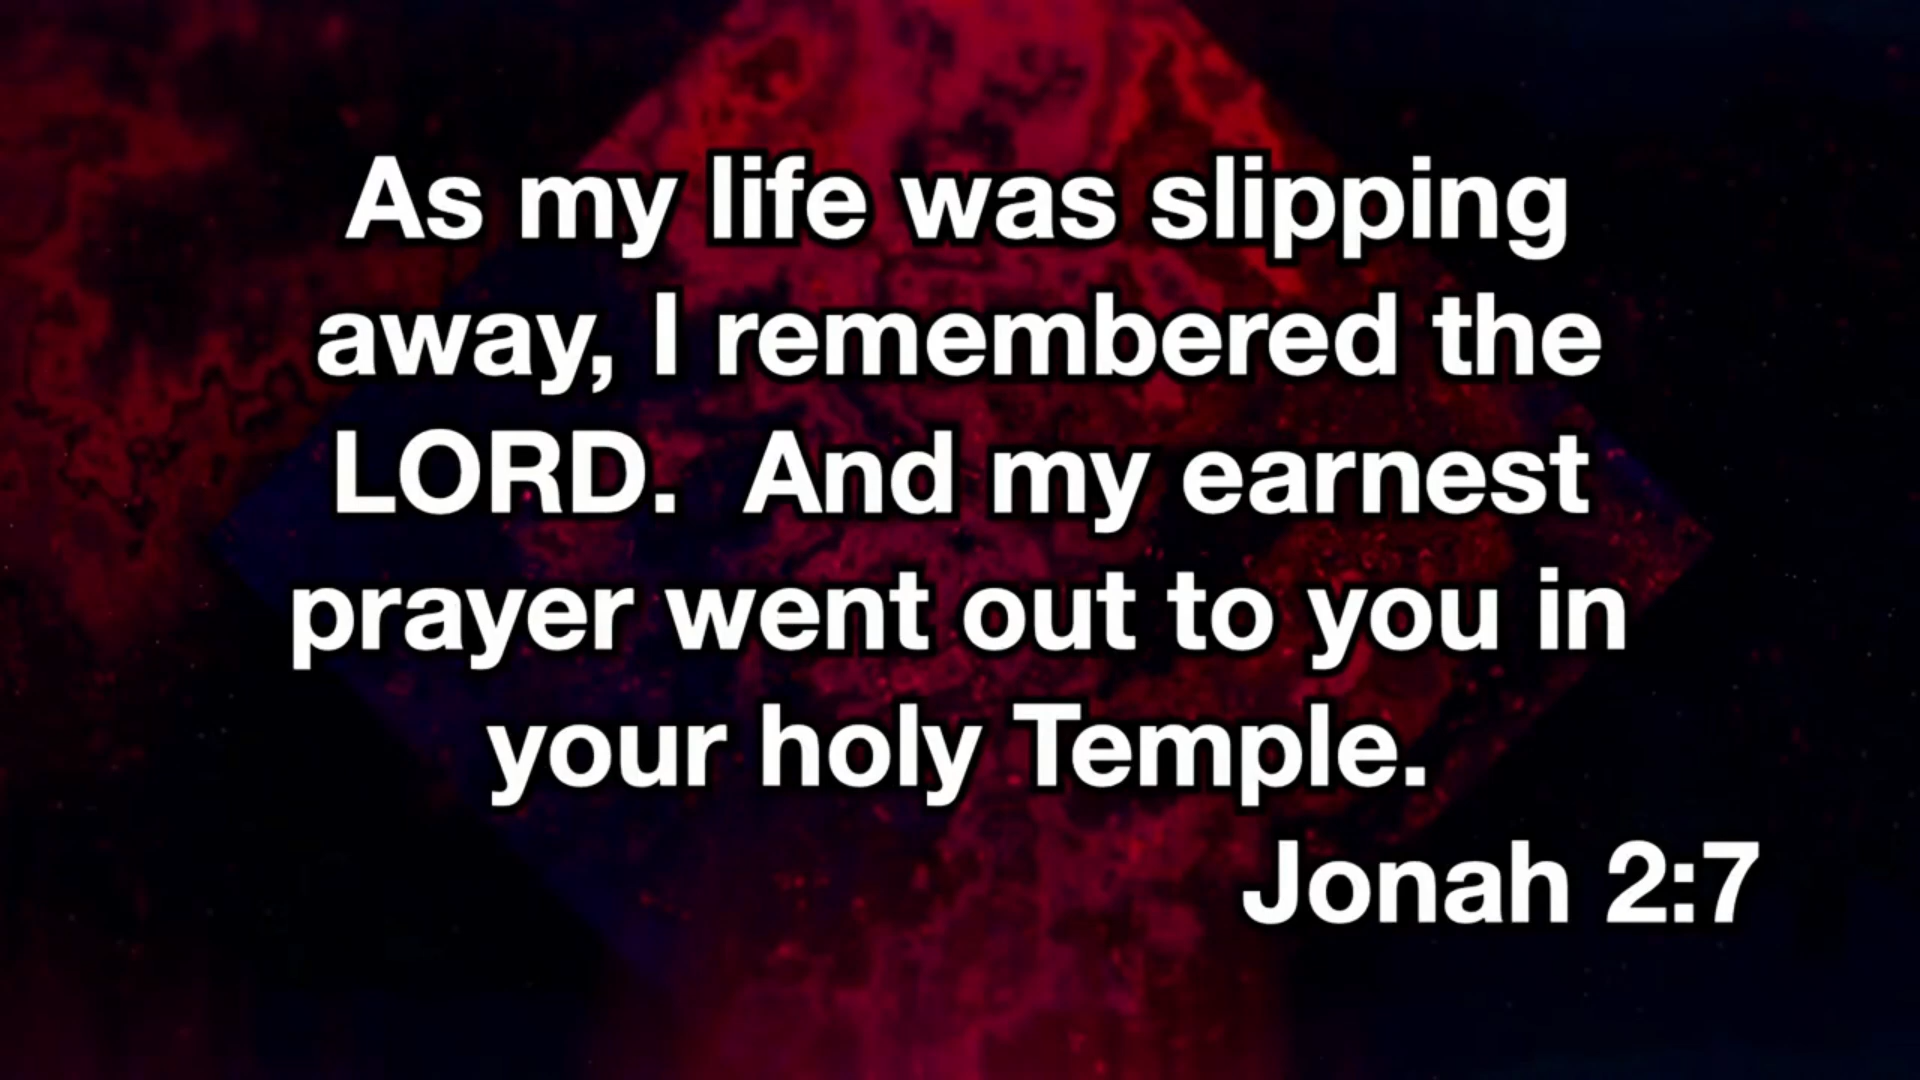 As my life was slipping
away, I remembered the
LORD.  And my earnest
prayer went out to you in
your holy Temple.
Jonah 2:7